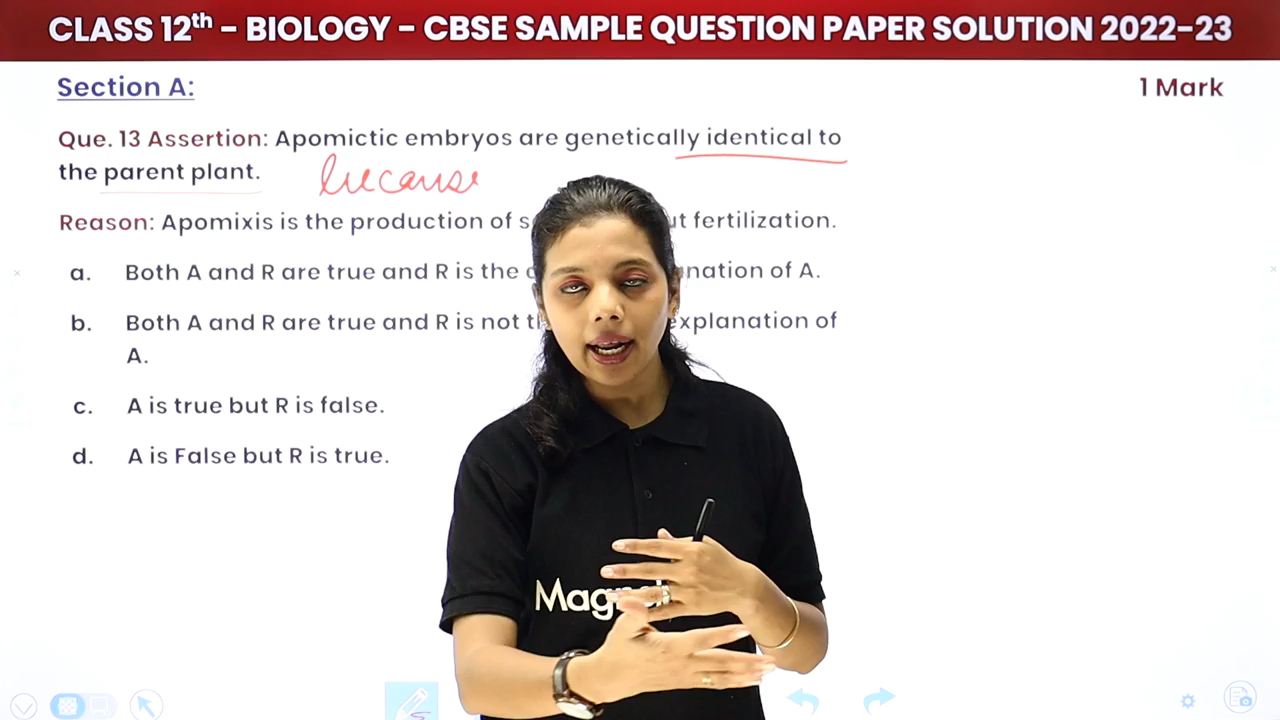 CLASS 12th - BIOLOGY - CBSE SAMPLE QUESTION PAPER SOLUTION 2022-23
Section A:
1 Mark
Que. 13 Assertion: Apomictic embryos are genetically identical to
the parent plant.
because
Reason: Apomixis is the production of fertilization.
a. Both A and R are true and R is the of A.
b. Both A and R are true and R is not explanation of
A.
c. A is true but R is false.
d. A is False but R is true.